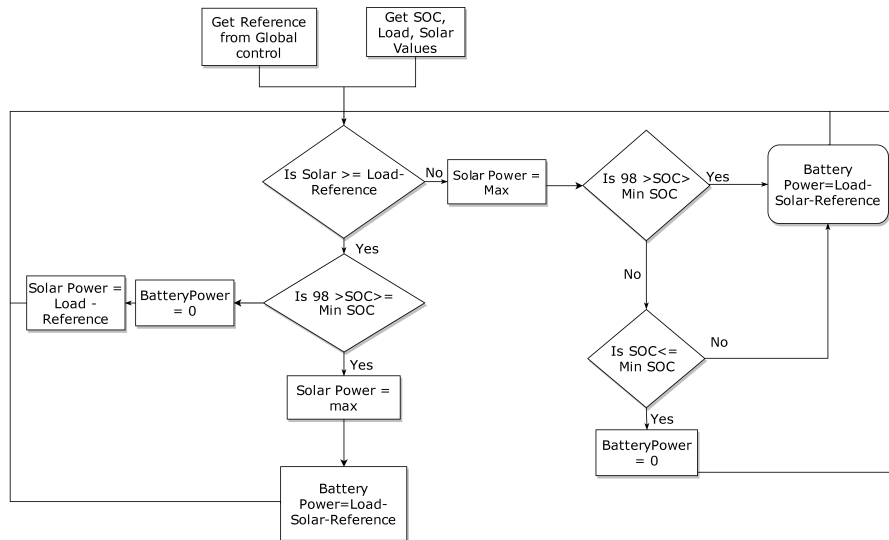 Get Reference
from Global
control
Get SOC,
Load, Solar
Values
Is Solar >= Load-
Reference
No
Solar Power =
Max
Is 98 >SOC>
Min SOC
Yes
Battery
Power=Load-
Solar-Reference
Yes
Is 98 >SOC>=
Min SOC
BatteryPower
= 0
Solar Power =
Load -
Reference
Yes
Solar Power =
max
Battery
Power=Load-
Solar-Reference
No
Is SOC<=
Min SOC
No
Yes
BatteryPower
= 0